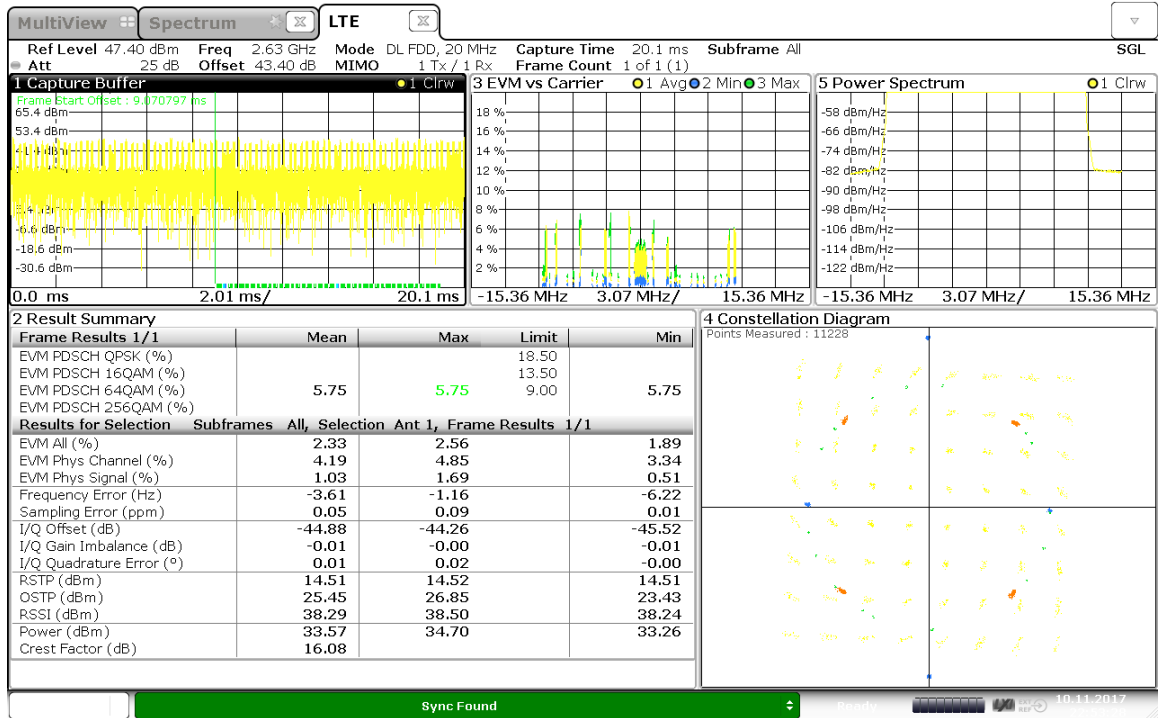 MultiView Spectrum LTE
Ref Level 47.40 dBm Freq 2.63 GHz Mode DL FDD, 20 MHz Capture Time 20.1 ms Subframe All SGL
Att 25 dB Offset 43.40 dB MIMO 1 Tx / 1 Rx Frame Count 1 of 1 (1)
1 Capture Buffer 1 Clrw
Frame Start Offset : 9.070797 ms
65.4 dBm
53.4 dBm
-6.6 dBm
-18.6 dBm
-30.6 dBm
0.0 ms 2.01 ms/ 20.1 ms
3 EVM vs Carrier 1 Avg 2 Min 3 Max
18 %
16 %
14 %
12 %
10 %
8 %
6 %
4 %
2 %
-15.36 MHz 3.07 MHz/ 15.36 MHz
5 Power Spectrum 1 Clrw
-58 dBm/Hz
-66 dBm/Hz
-74 dBm/Hz
-82 dBm/Hz
-90 dBm/Hz
-98 dBm/Hz
-106 dBm/Hz
-114 dBm/Hz
-122 dBm/Hz
-15.36 MHz 3.07 MHz/ 15.36 MHz
2 Result Summary
Frame Results 1/1 Mean Max Limit Min
EVM PDSCH QPSK (%) 18.50
EVM PDSCH 16QAM (%) 13.50
EVM PDSCH 64QAM (%) 5.75 5.75 9.00 5.75
EVM PDSCH 256QAM (%)
Results for Selection Subframes All, Selection Ant 1, Frame Results 1/1
EVM All (%) 2.33 2.56 1.89
EVM Phys Channel (%) 4.19 4.85 3.34
EVM Phys Signal (%) 1.03 1.69 0.51
Frequency Error (Hz) -3.61 -1.16 -6.22
Sampling Error (ppm) 0.05 0.09 0.01
I/Q Offset (dB) -44.88 -44.26 -45.52
I/Q Gain Imbalance (dB) -0.01 -0.00 -0.01
I/Q Quadrature Error (º) 0.01 0.02 -0.00
RSTP (dBm) 14.51 14.52 14.51
OSTP (dBm) 25.45 26.85 23.43
RSSI (dBm) 38.29 38.50 38.24
Power (dBm) 33.57 34.70 33.26
Crest Factor (dB) 16.08
4 Constellation Diagram
Points Measured : 11228
Sync Found
Ready
LXI
10.11.2017